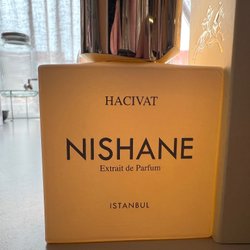 HACIVAT
NISHANE
Extrait de Parfum
ISTANBUL